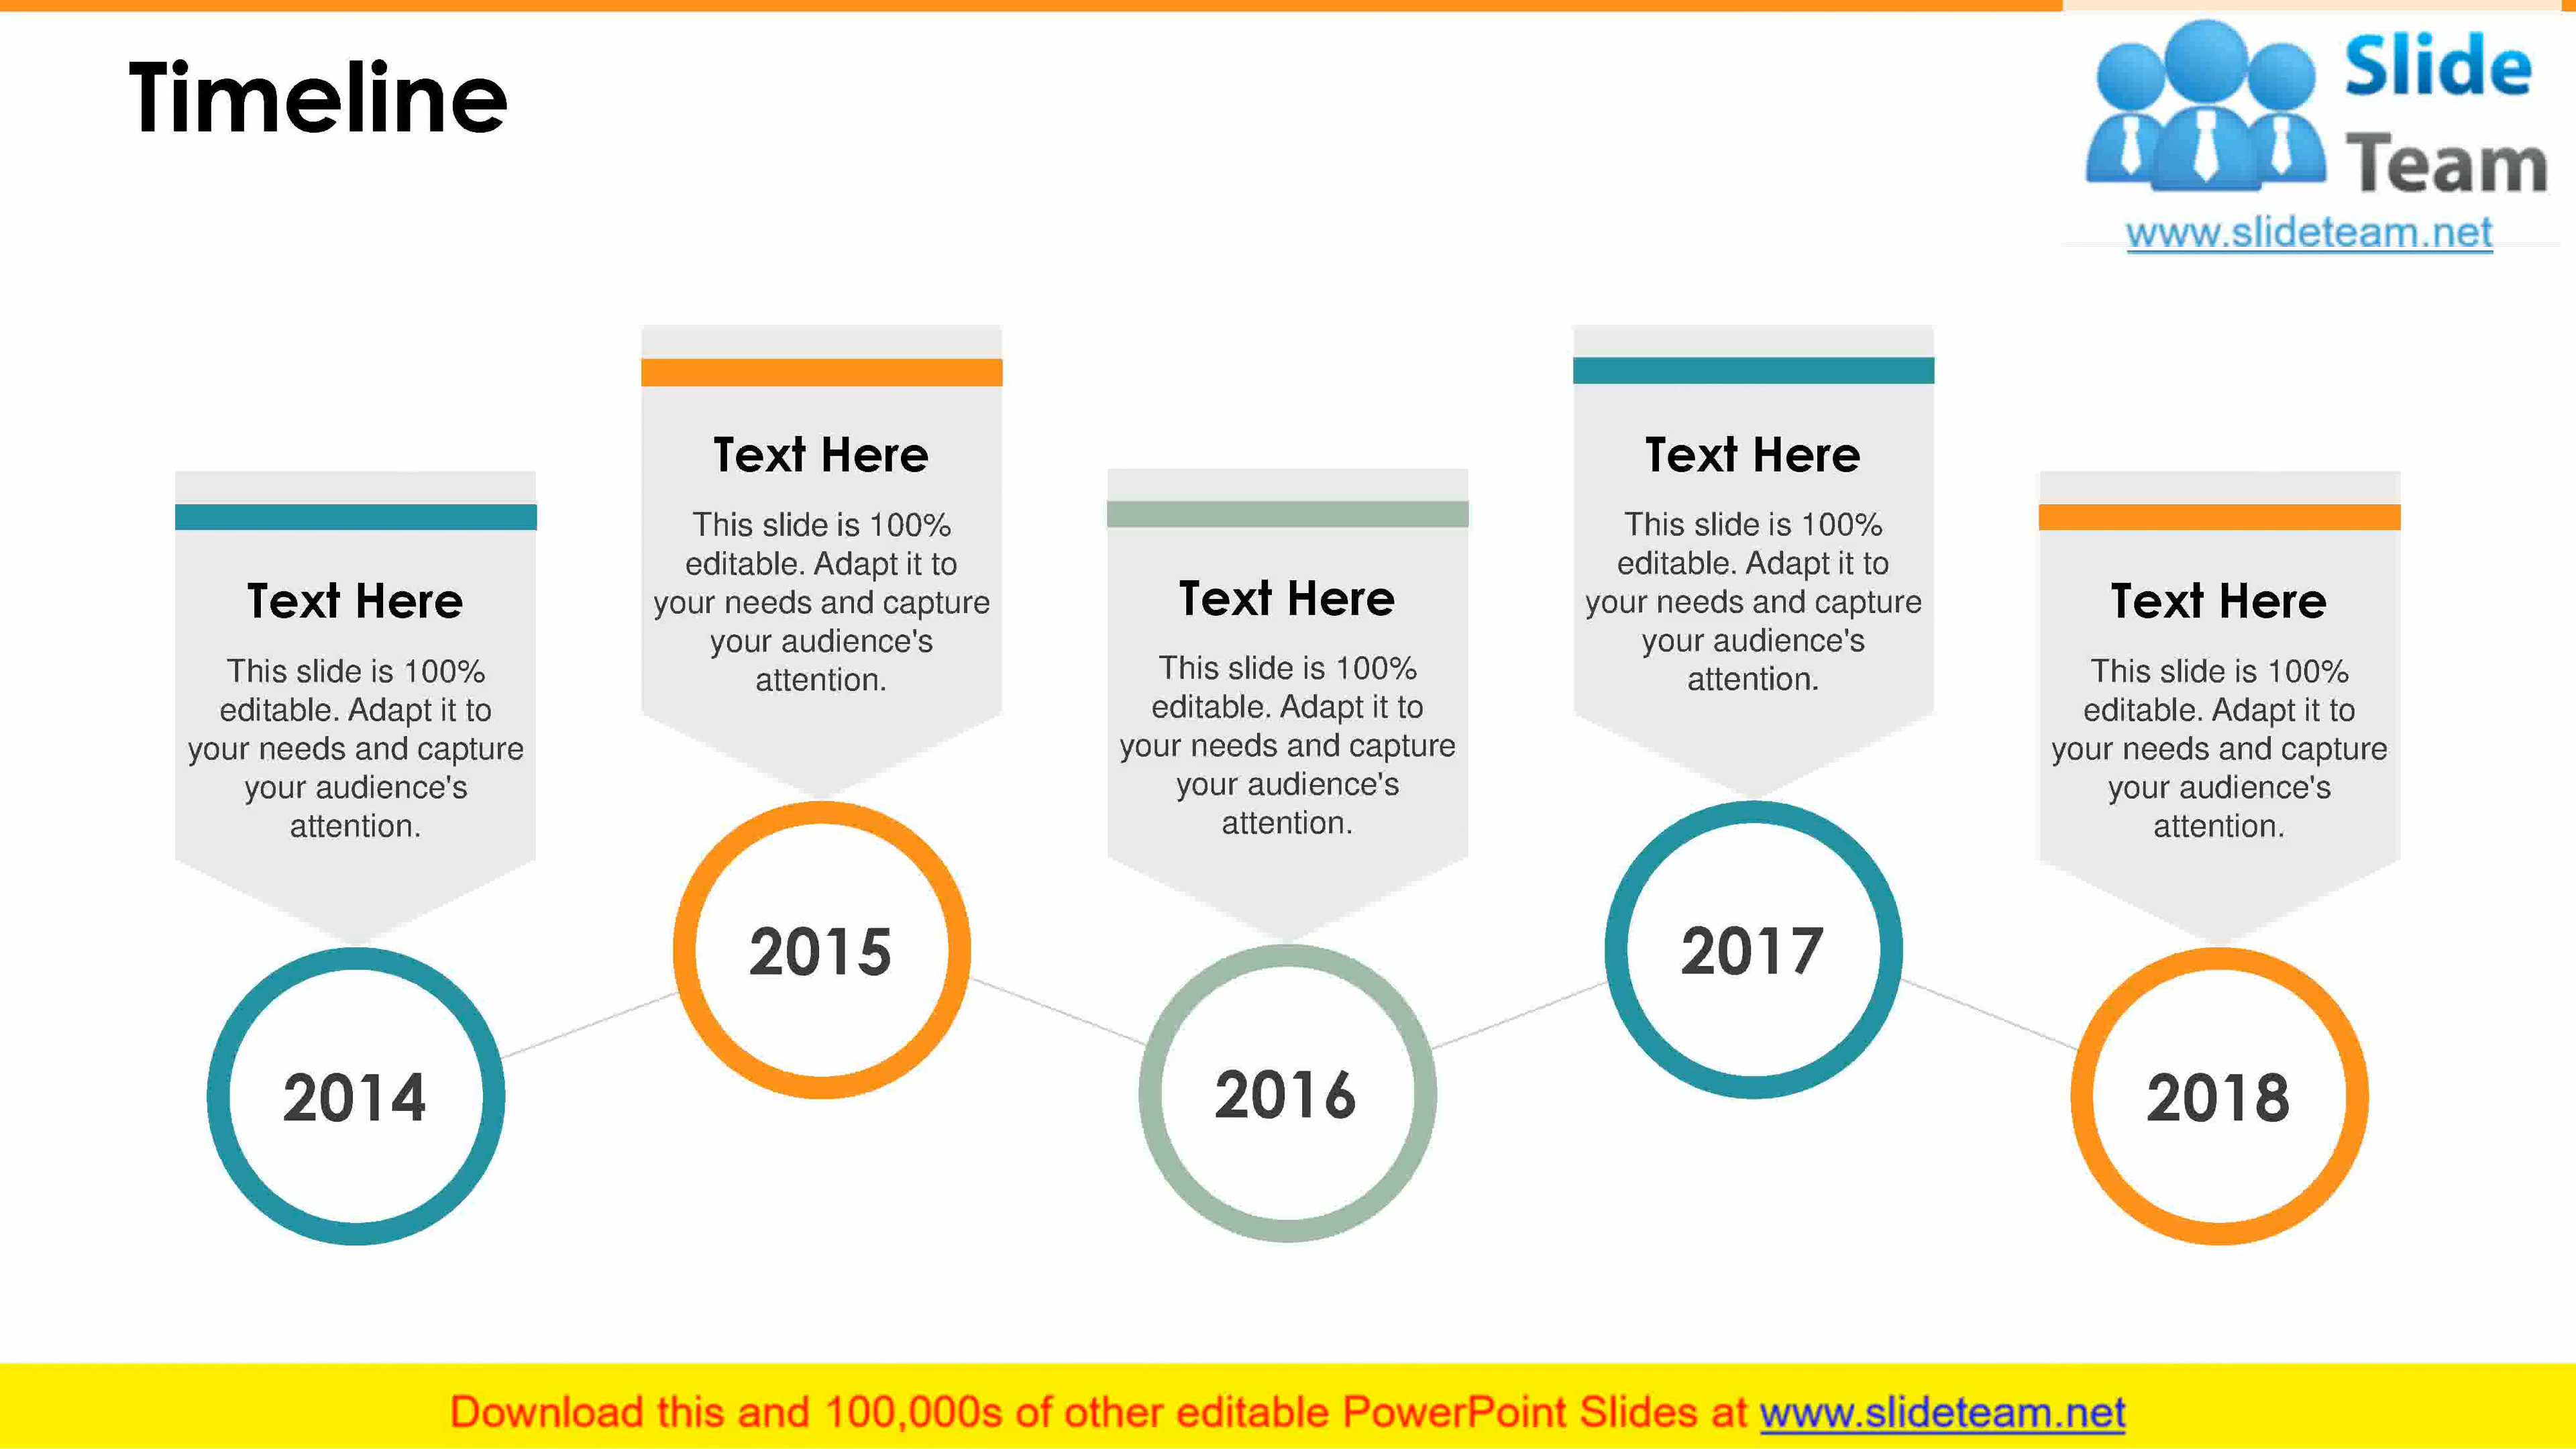 Timeline
Slide
Team
www.slideteam.net
Text Here
This slide is 100%
editable. Adapt it to
your needs and capture
your audience's
attention.
2014
Text Here
This slide is 100%
editable. Adapt it to
your needs and capture
your audience's
attention.
2015
Text Here
This slide is 100%
editable. Adapt it to
your needs and capture
your audience's
attention.
2016
Text Here
This slide is 100%
editable. Adapt it to
your needs and capture
your audience's
attention.
2017
Text Here
This slide is 100%
editable. Adapt it to
your needs and capture
your audience's
attention.
2018
Download this and 100,000s of other editable PowerPoint Slides at www.slideteam.net